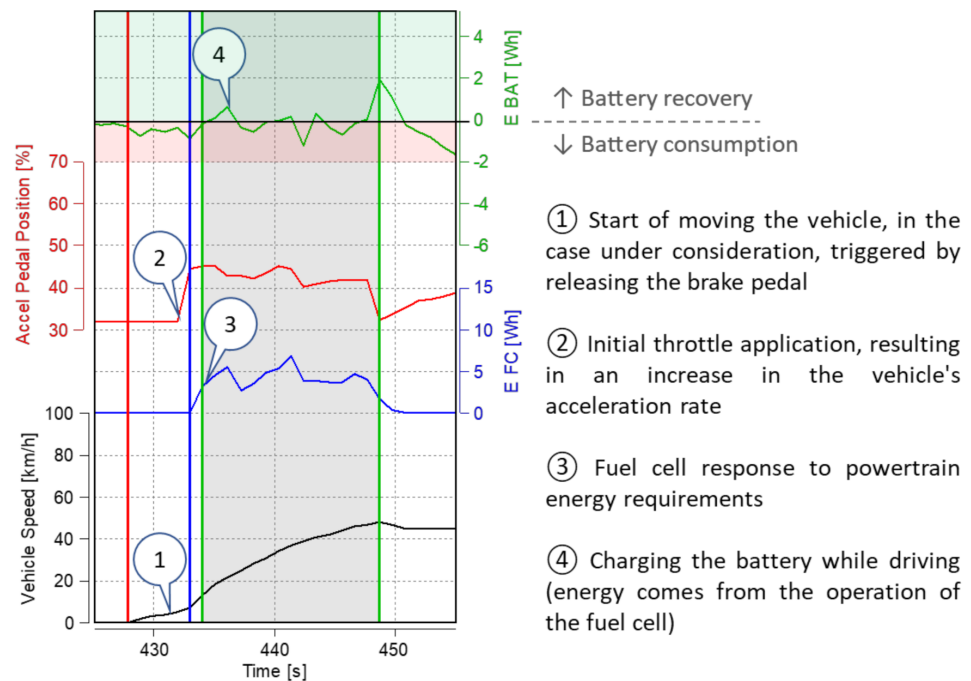 4
4
2
0
-2
-4
-6
E BAT [Wh]
↑ Battery recovery
↓ Battery consumption
70
60
50
40
30
Accel Pedal Position [%]
2
3
15
10
5
0
E FC [Wh]
100
80
60
40
20
0
Vehicle Speed [km/h]
1
430
440
450
Time [s]
① Start of moving the vehicle, in the
case under consideration, triggered by
releasing the brake pedal
② Initial throttle application, resulting
in an increase in the vehicle's
acceleration rate
③ Fuel cell response to powertrain
energy requirements
④ Charging the battery while driving
(energy comes from the operation of
the fuel cell)